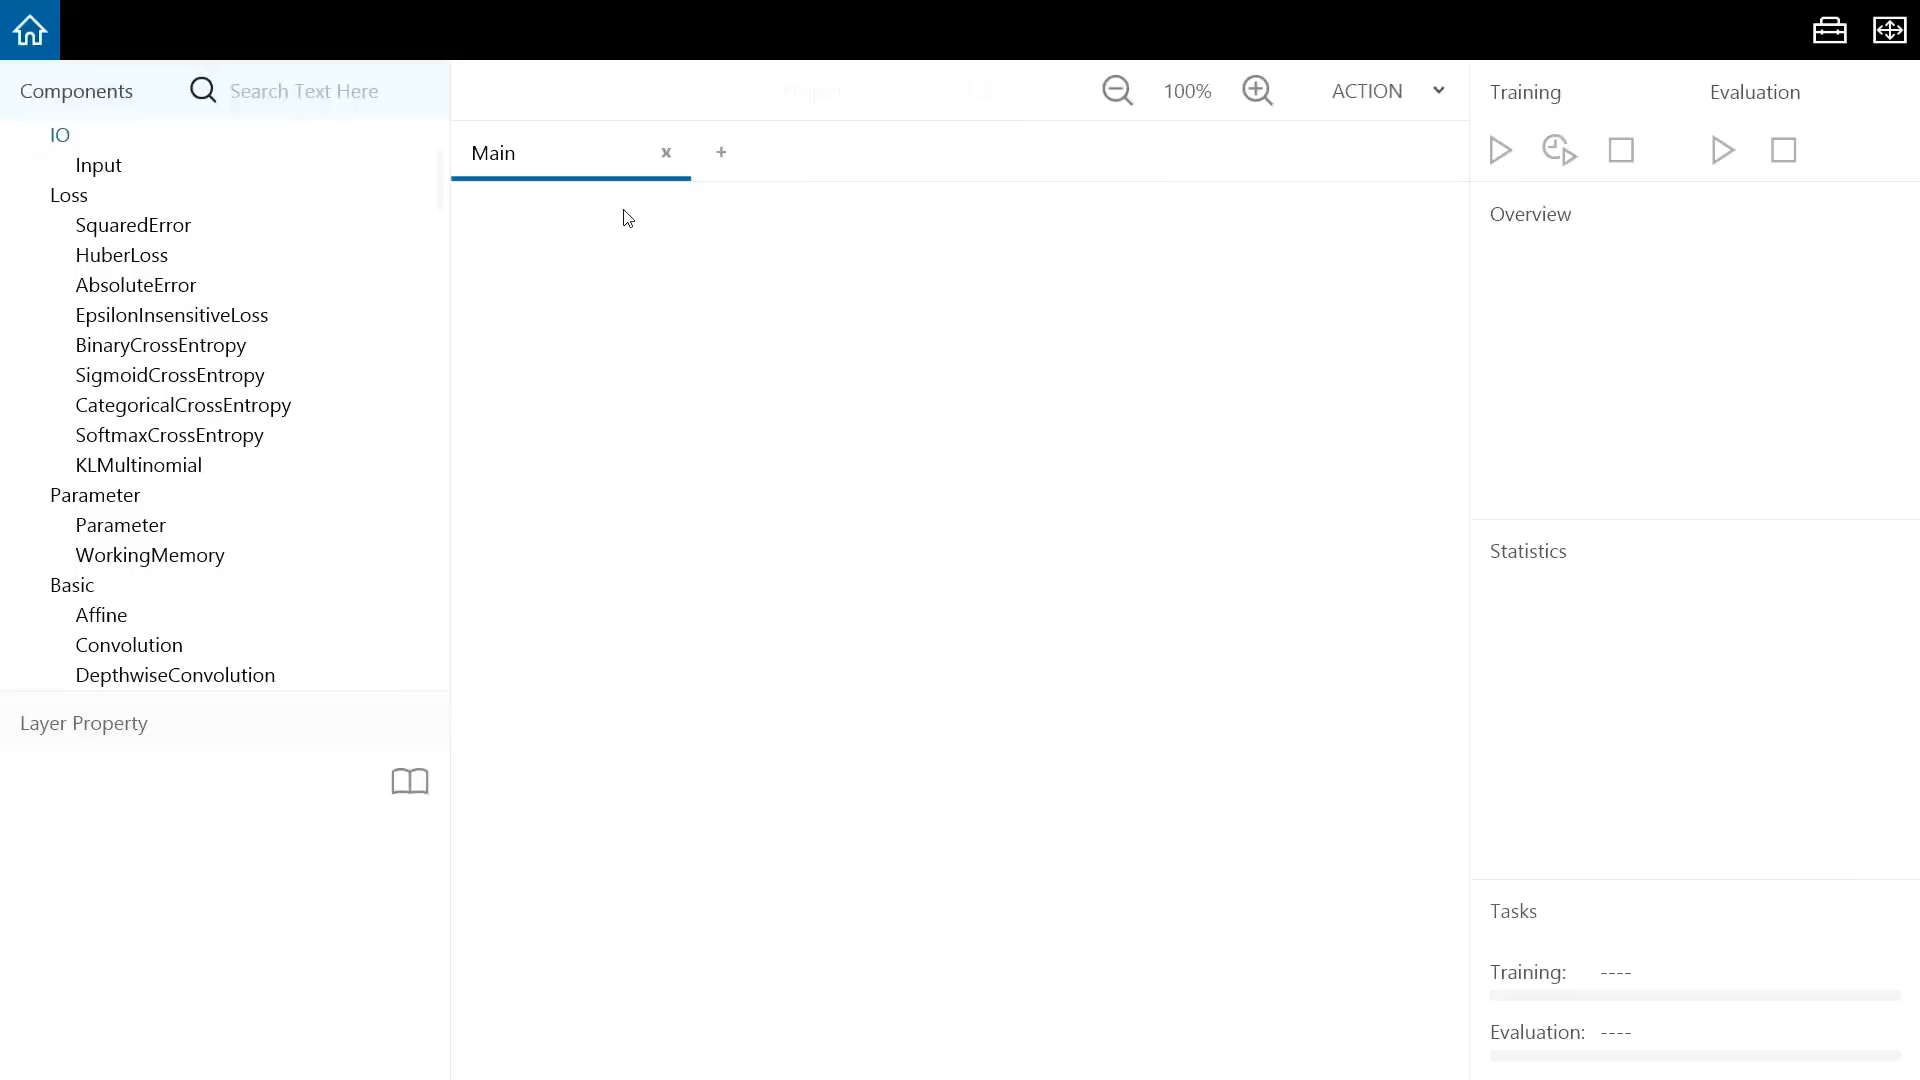 Components
Search Text Here
100%
ACTION
Training
Evaluation
IO
Input
Loss
SquaredError
HuberLoss
AbsoluteError
EpsilonInsensitiveLoss
BinaryCrossEntropy
SigmoidCrossEntropy
CategoricalCrossEntropy
SoftmaxCrossEntropy
KLMultinomial
Parameter
Parameter
WorkingMemory
Basic
Affine
Convolution
DepthwiseConvolution
Layer Property
Main x +
Overview
Statistics
Tasks
Training: ----
Evaluation: ----